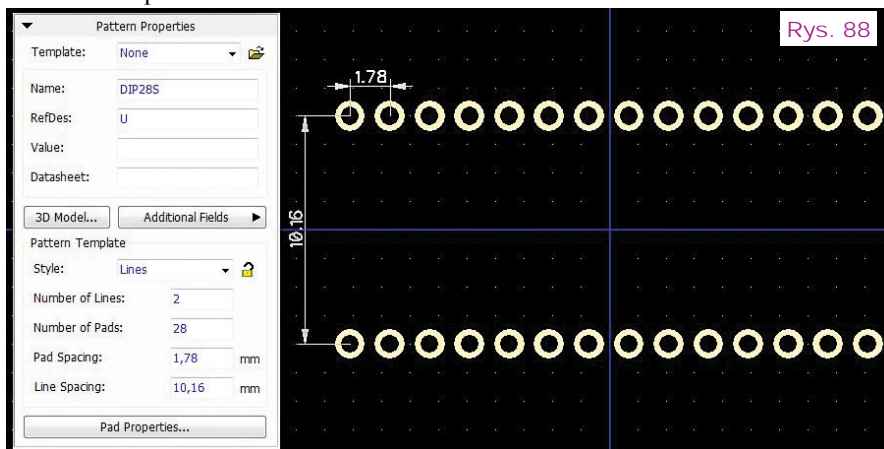 Pattern Properties
Template: None
Name: DIP28S
RefDes: U
Value:
Datasheet:
3D Model... Additional Fields
Pattern Template
Style: Lines
Number of Lines: 2
Number of Pads: 28
Pad Spacing: 1,78 mm
Line Spacing: 10,16 mm
Pad Properties...
Rys. 88
1.78
10.16